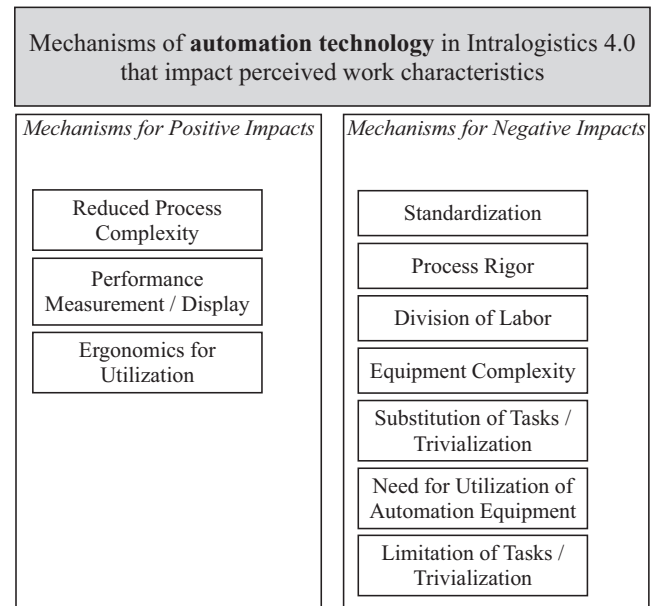 Mechanisms of automation technology in Intralogistics 4.0
that impact perceived work characteristics
Mechanisms for Positive Impacts
Reduced Process
Complexity
Performance
Measurement / Display
Ergonomics for
Utilization
Mechanisms for Negative Impacts
Standardization
Process Rigor
Division of Labor
Equipment Complexity
Substitution of Tasks /
Trivialization
Need for Utilization of
Automation Equipment
Limitation of Tasks /
Trivialization